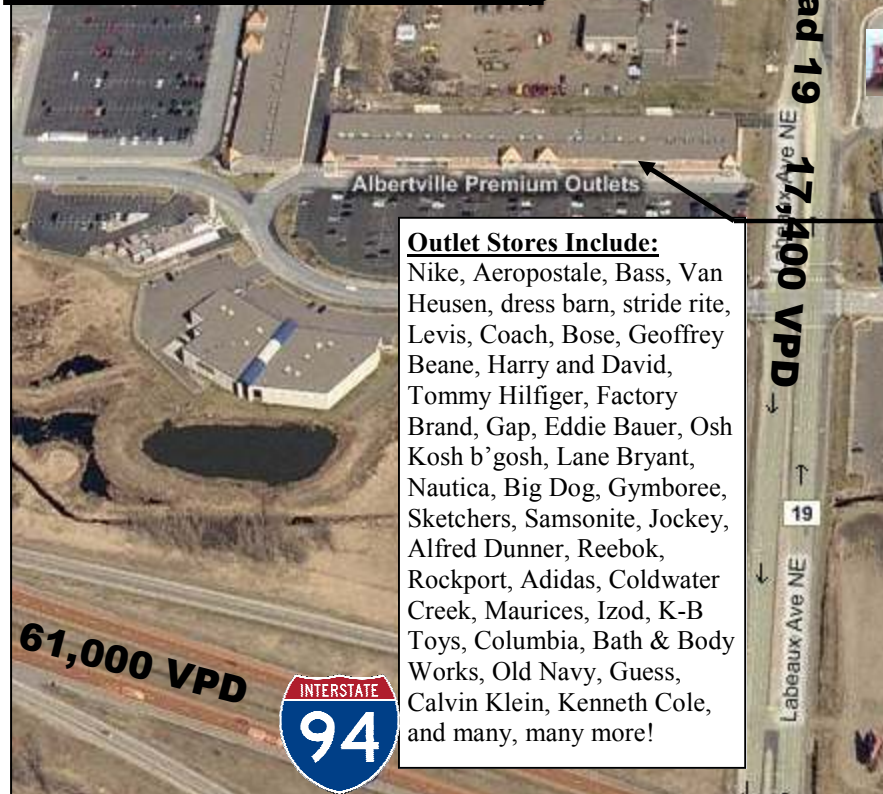 ad 19 17,400 VPD
Labeaux Ave NE
Albertville Premium Outlets
Outlet Stores Include:
Nike, Aeropostale, Bass, Van
Heusen, dress barn, stride rite,
Levis, Coach, Bose, Geoffrey
Beane, Harry and David,
Tommy Hilfiger, Factory
Brand, Gap, Eddie Bauer, Osh
Kosh b’gosh, Lane Bryant,
Nautica, Big Dog, Gymboree,
Sketchers, Samsonite, Jockey,
Alfred Dunner, Reebok,
Rockport, Adidas, Coldwater
Creek, Maurices, Izod, K-B
Toys, Columbia, Bath & Body
Works, Old Navy, Guess,
Calvin Klein, Kenneth Cole,
and many, many more!
19
Labeaux Ave NE
61,000 VPD
INTERSTATE
94